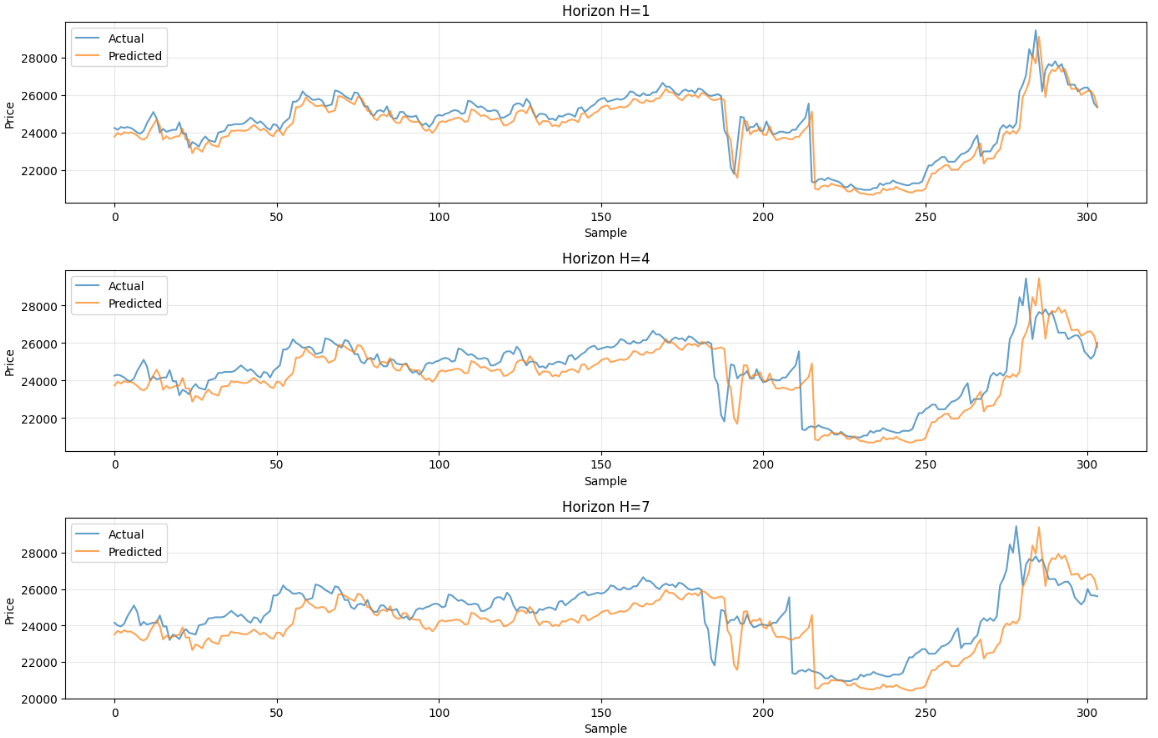 Horizon H=1
Actual
Predicted
28000
26000
24000
22000
Price
0 50 100 150 200 250 300
Sample
Horizon H=4
Actual
Predicted
28000
26000
24000
22000
Price
0 50 100 150 200 250 300
Sample
Horizon H=7
Actual
Predicted
28000
26000
24000
22000
20000
Price
0 50 100 150 200 250 300
Sample